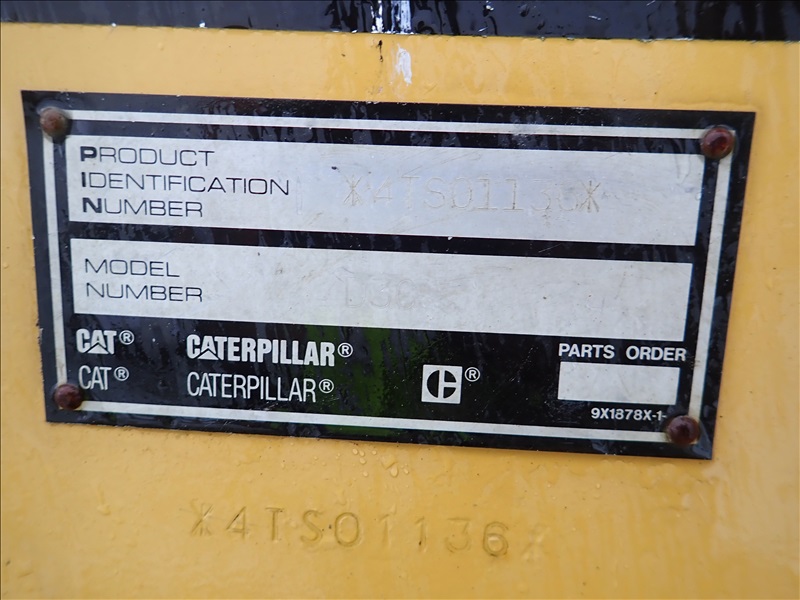 PRODUCT
IDENTIFICATION
NUMBER
*4TS01136*
MODEL
NUMBER
CAT® CATERPILLAR®
CAT® CATERPILLAR® C®
PARTS ORDER
9X1878X-1-
*4TS01136*